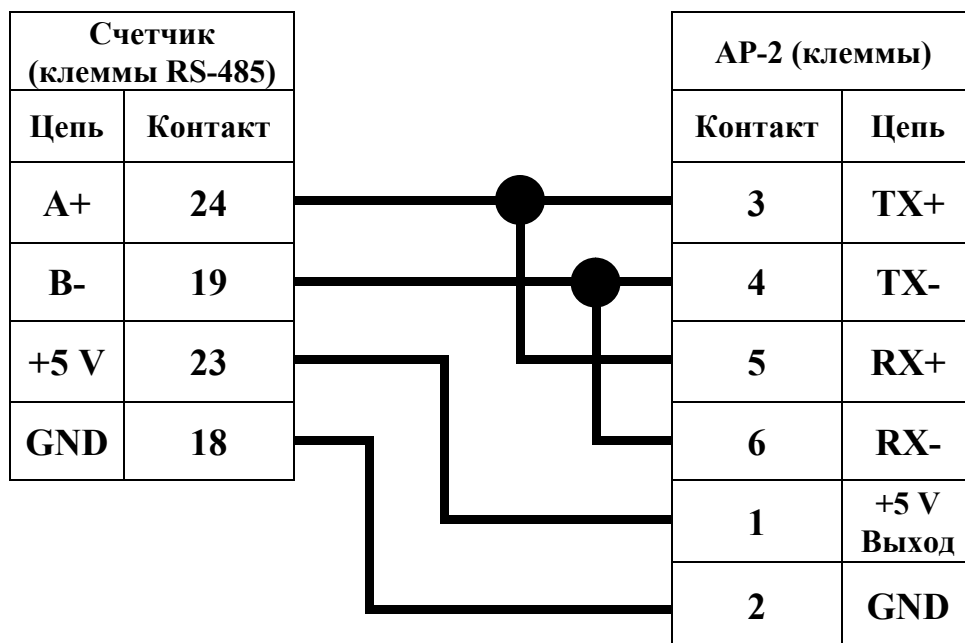 Счетчик
(клеммы RS-485)
Цепь Контакт
A+ 24
B- 19
+5 V 23
GND 18
АР-2 (клеммы)
Контакт Цепь
3 TX+
4 TX-
5 RX+
6 RX-
1 +5 V
Выход
2 GND